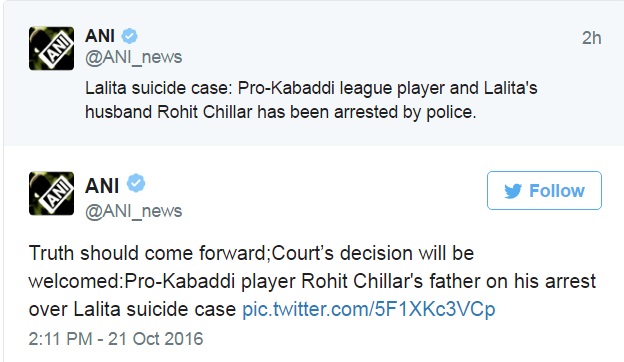 ANI
@ANI_news
2h
Lalita suicide case: Pro-Kabaddi league player and Lalita's
husband Rohit Chillar has been arrested by police.
ANI
@ANI_news
Follow
Truth should come forward;Court’s decision will be
welcomed:Pro-Kabaddi player Rohit Chillar's father on his arrest
over Lalita suicide case pic.twitter.com/5F1XKc3VCp
2:11 PM - 21 Oct 2016
ANI
ANI